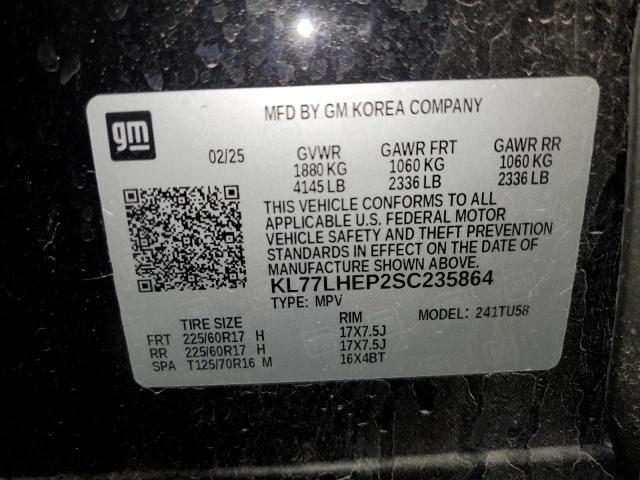 gm
MFD BY GM KOREA COMPANY
02/25 GVWR GAWR FRT GAWR RR
1880 KG 1060 KG 1060 KG
4145 LB 2336 LB 2336 LB
THIS VEHICLE CONFORMS TO ALL
APPLICABLE U.S. FEDERAL MOTOR
VEHICLE SAFETY AND THEFT PREVENTION
STANDARDS IN EFFECT ON THE DATE OF
MANUFACTURE SHOWN ABOVE.
KL77LHEP2SC235864
TYPE: MPV MODEL: 241TU58
TIRE SIZE RIM
FRT 225/60R17 H 17X7.5J
RR 225/60R17 H 17X7.5J
SPA T125/70R16 M 16X4BT